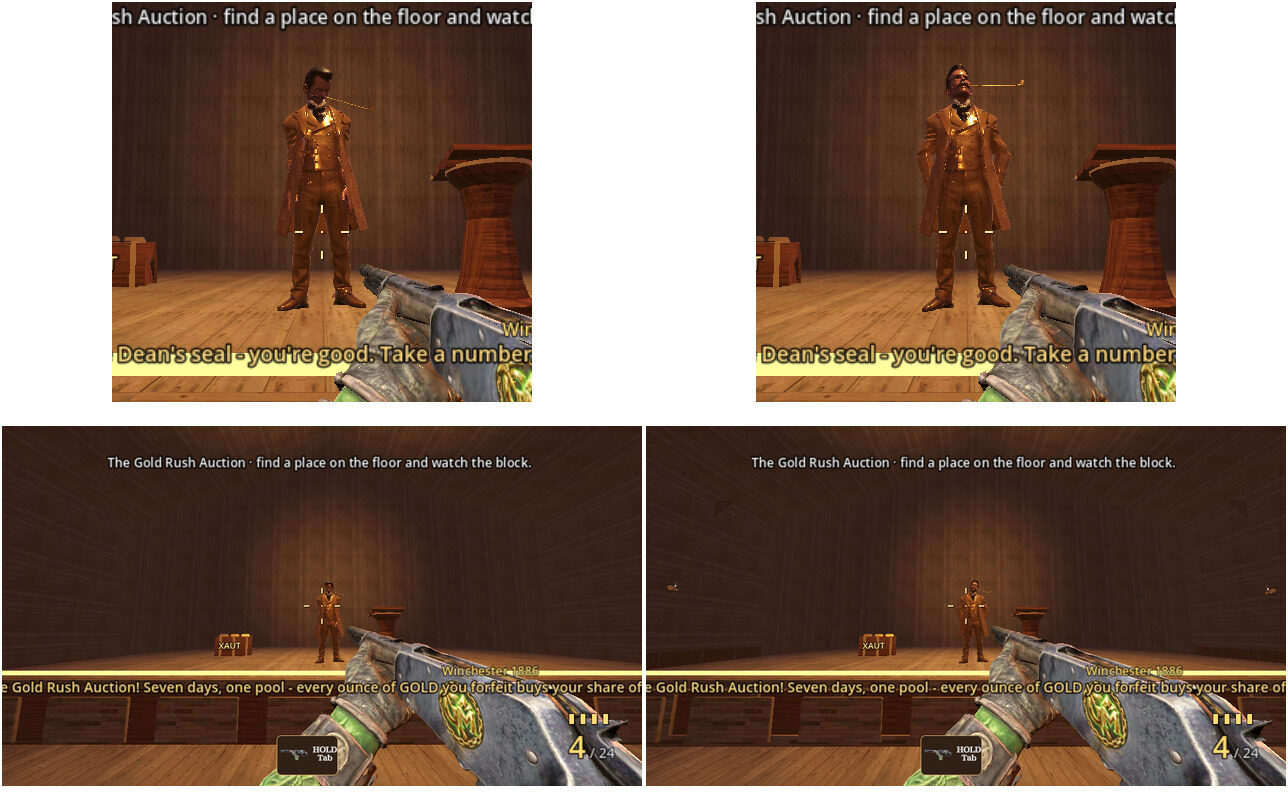 sh Auction · find a place on the floor and watch
Win
Dean's seal - you're good. Take a number
sh Auction · find a place on the floor and watch
Win
Dean's seal - you're good. Take a number
The Gold Rush Auction · find a place on the floor and watch the block.
XAUT
Winchester 1886
e Gold Rush Auction! Seven days, one pool - every ounce of GOLD you forfeit buys your share of
4 / 24
HOLD
Tab
The Gold Rush Auction · find a place on the floor and watch the block.
XAUT
Winchester 1886
e Gold Rush Auction! Seven days, one pool - every ounce of GOLD you forfeit buys your share of
4 / 24
HOLD
Tab